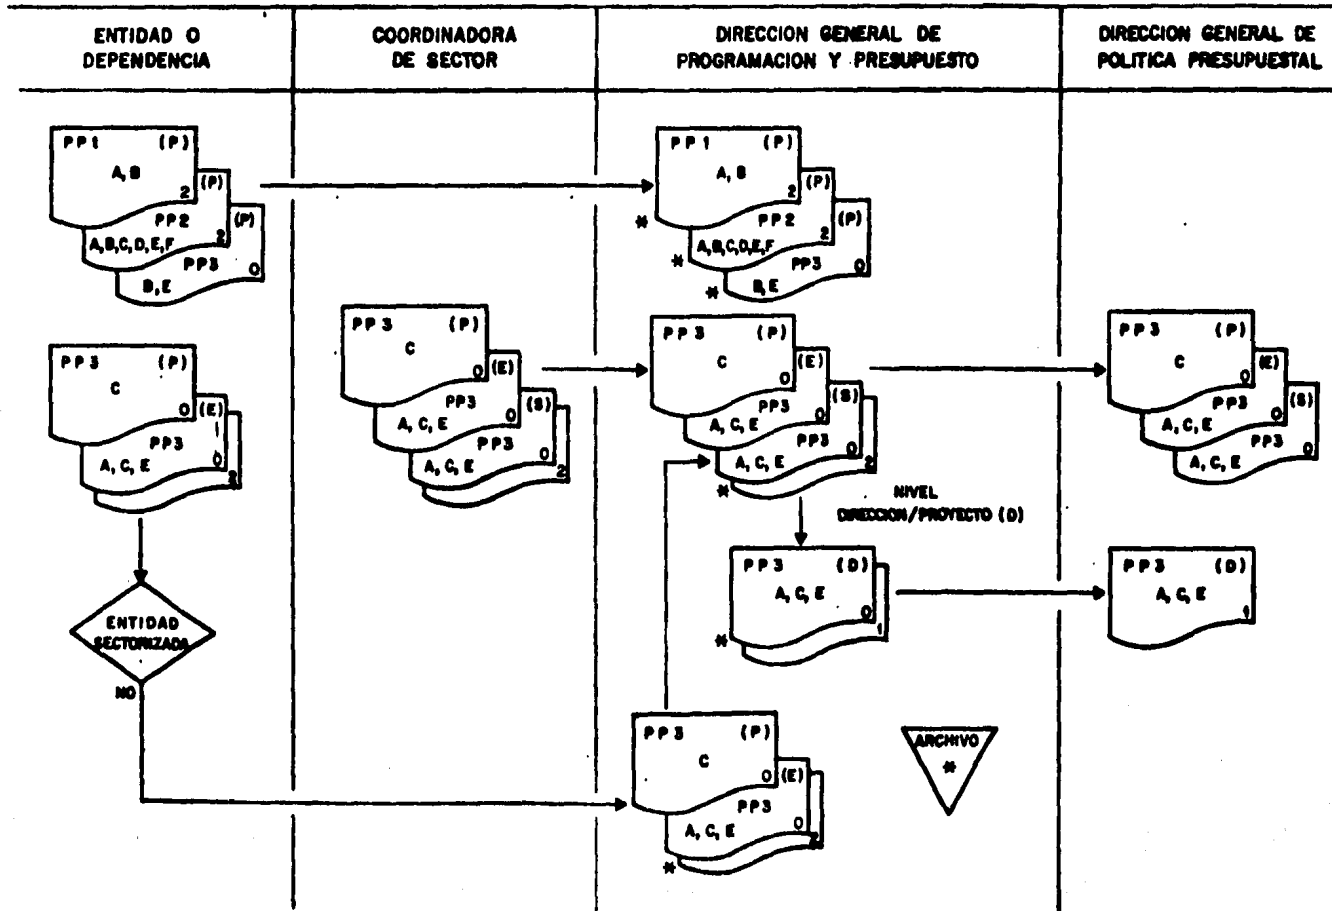 ENTIDAD O
DEPENDENCIA
COORDINADORA
DE SECTOR
DIRECCION GENERAL DE
PROGRAMACION Y PRESUPUESTO
DIRECCION GENERAL DE
POLITICA PRESUPUESTAL
PP1 (P)
A, B
2 (P)
PP2 (P)
A,B,C,D,E,F 2
PP3
B,E 0
PP1 (P)
A, B
2 (P)
* PP2 (P)
A,B,C,D,E,F 2
* PP3 0
* B,E
PP3 (P)
C
0 (E)
PP3 1
A, C, E 0
2
ENTIDAD
SECTORIZADA
NO
PP3 (P)
C
0 (E)
PP3 (S)
A, C, E 0
PP3
A, C, E 0
2
PP3 (P)
C
0 (E)
PP3 (S)
A, C, E 0
PP3
A, C, E 0
* 2
NIVEL
DIRECCION/PROYECTO (D)
PP3 (D)
A, C, E
0
* 1
PP3 (P)
C
0 (E)
PP3
A, C, E 0
* 2
ARCHIVO
*
PP3 (P)
C
0 (E)
PP3 (S)
A, C, E 0
PP3
A, C, E 0
PP3 (D)
A, C, E
1